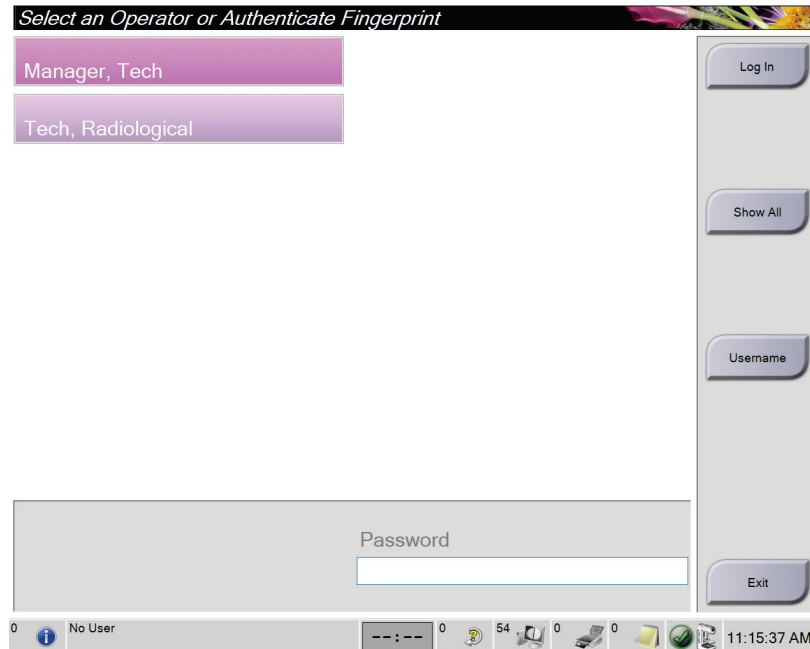 Select an Operator or Authenticate Fingerprint
Manager, Tech
Log In
Tech, Radiological
Show All
Username
Password
Exit
0 No User --:-- 0 54 0 0 11:15:37 AM